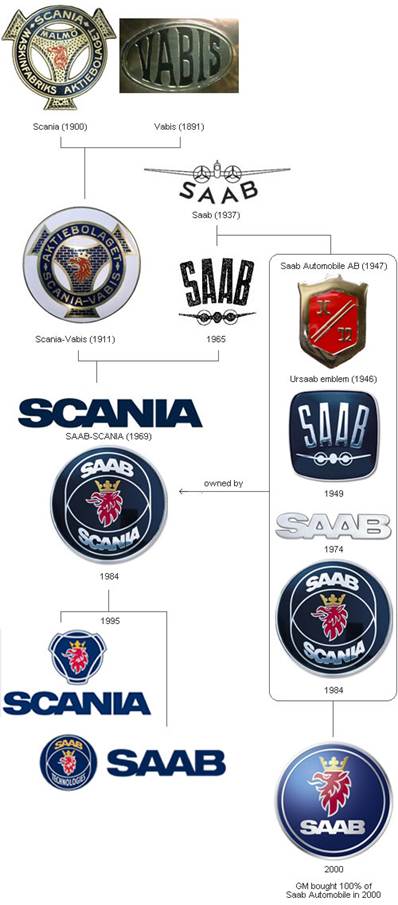 SCANIA
MALMÖ
MASKINFABRIKS AKTIEBOLAGET
VABIS
Scania (1900)
Vabis (1891)
SAAB
Saab (1937)
AKTIEBOLAGET
SCANIA-VABIS
SAAB
Saab Automobile AB (1947)
Scania-Vabis (1911)
1965
Ursaab emblem (1946)
SCANIA
SAAB-SCANIA (1969)
SAAB
1949
SAAB
SCANIA
owned by
SAAB
1974
1984
SAAB
SCANIA
1995
1984
SCANIA
SAAB
TECHNOLOGIES
SAAB
SAAB
2000
GM bought 100% of
Saab Automobile in 2000